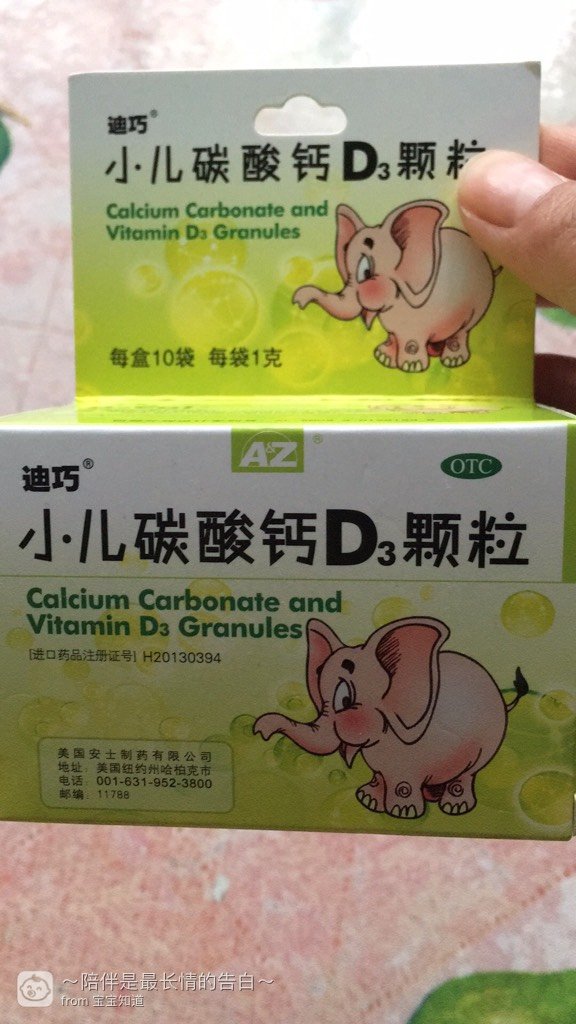 迪巧®
小儿碳酸钙D3颗粒
Calcium Carbonate and
Vitamin D3 Granules
每盒10袋 每袋1克
A&Z®
迪巧®
OTC
小儿碳酸钙D3颗粒
Calcium Carbonate and
Vitamin D3 Granules
[进口药品注册证号] H20130394
美国安士制药有限公司
地址：美国纽约州哈柏克市
电话：001-631-952-3800
邮编：11788
～陪伴是最长情的告白～
from 宝宝知道